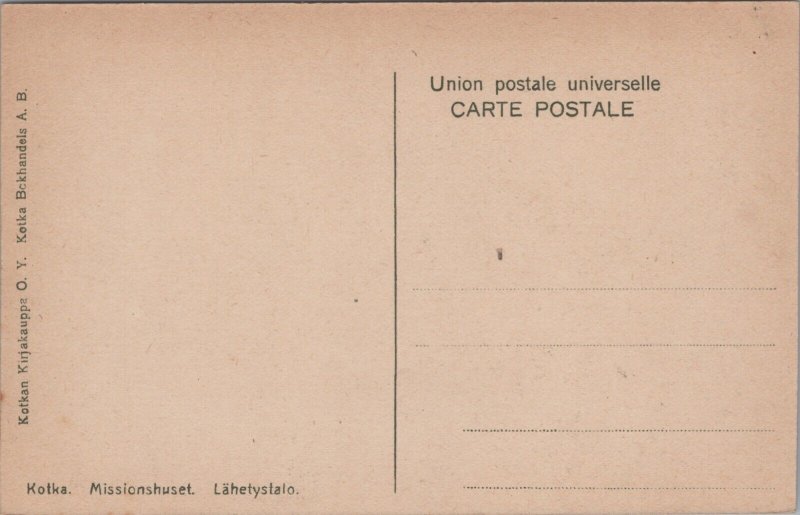 Union postale universelle
CARTE POSTALE
Kotkan Kirjakauppa O. Y. Kotka Bokhandels A. B.
Kotka. Missionshuset. Lähetystalo.